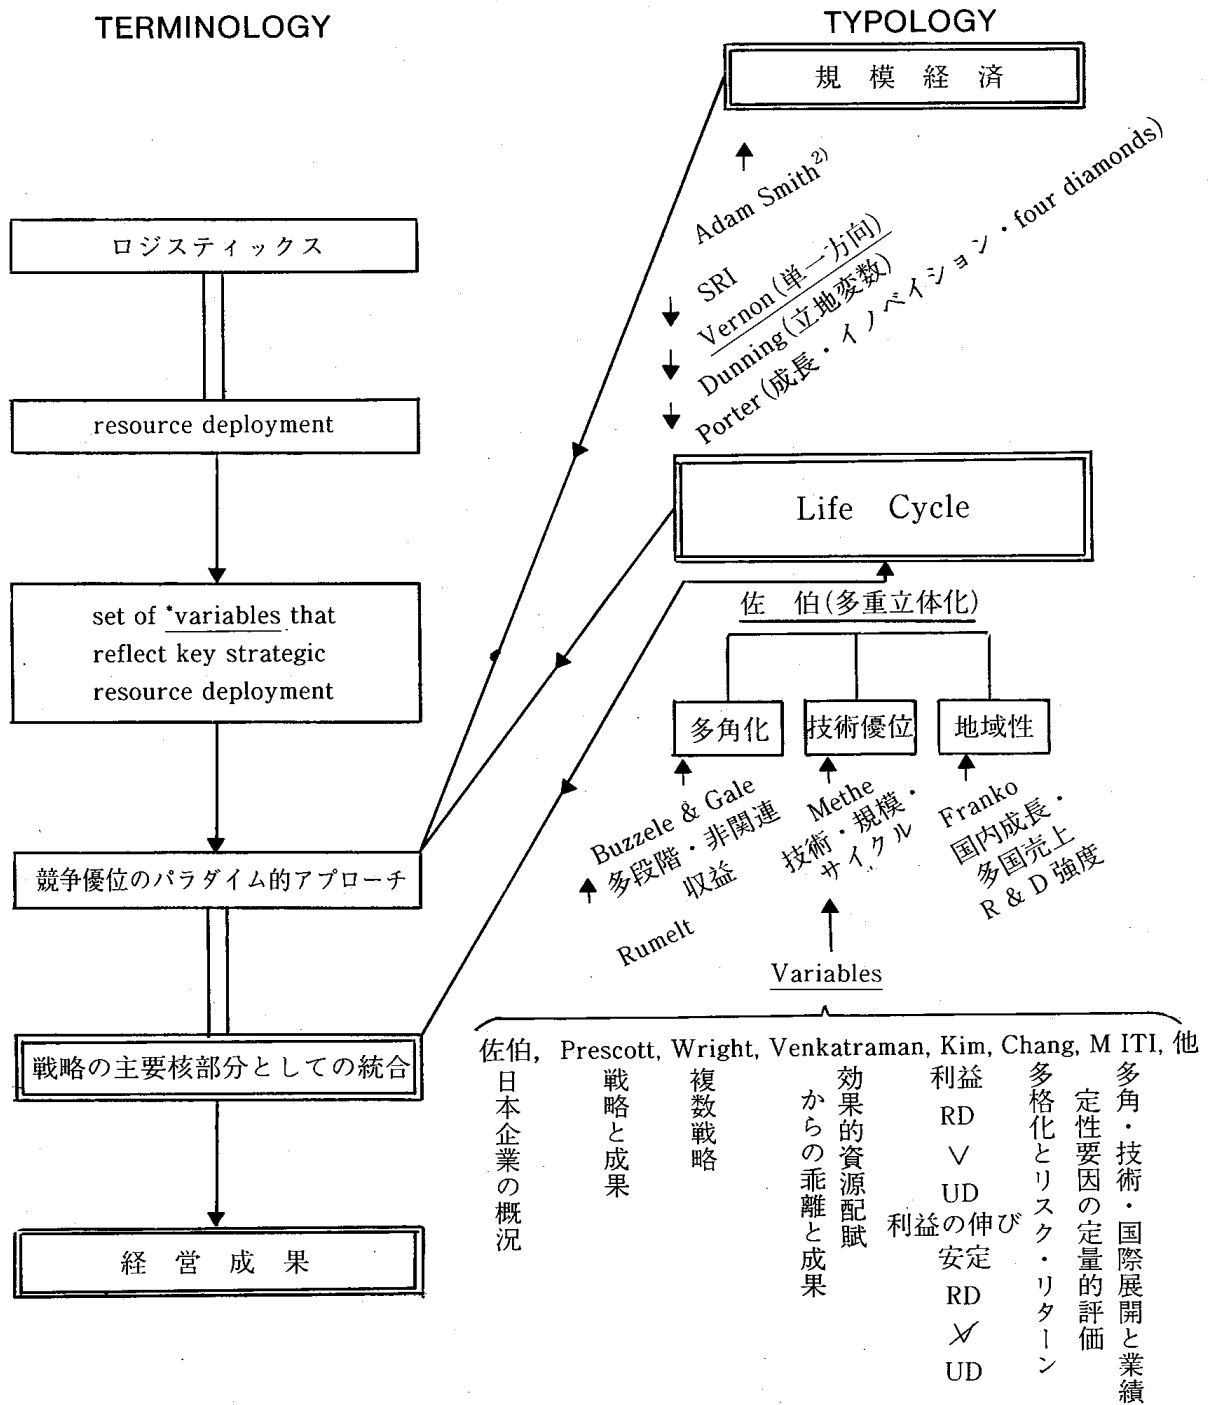 TERMINOLOGY
ロジスティックス
resource deployment
set of *variables that
reflect key strategic
resource deployment
競争優位のパラダイム的アプローチ
戦略の主要核部分としての統合
経営成果
TYPOLOGY
規模経済
Adam Smith2)
SRI
Vernon(単一方向)
Dunning(立地変数)
Porter(成長・イノベイション・four diamonds)
Life Cycle
佐伯(多重立体化)
多角化
技術優位
地域性
Buzzele & Gale
多段階・非関連
収益
Rumelt
Methe
技術・規模・
サイクル
Franko
国内成長・
多国売上
R & D 強度
Variables
佐伯, Prescott, Wright, Venkatraman, Kim, Chang, M ITI, 他
日本企業の概況
戦略と成果
複数戦略
効果的資源配賦
からの乖離と成果
利益
RD
∨
UD
利益の伸び
安定
RD
UD
多格化とリスク・リターン
多角・技術・国際展開と業績
定性要因の定量的評価